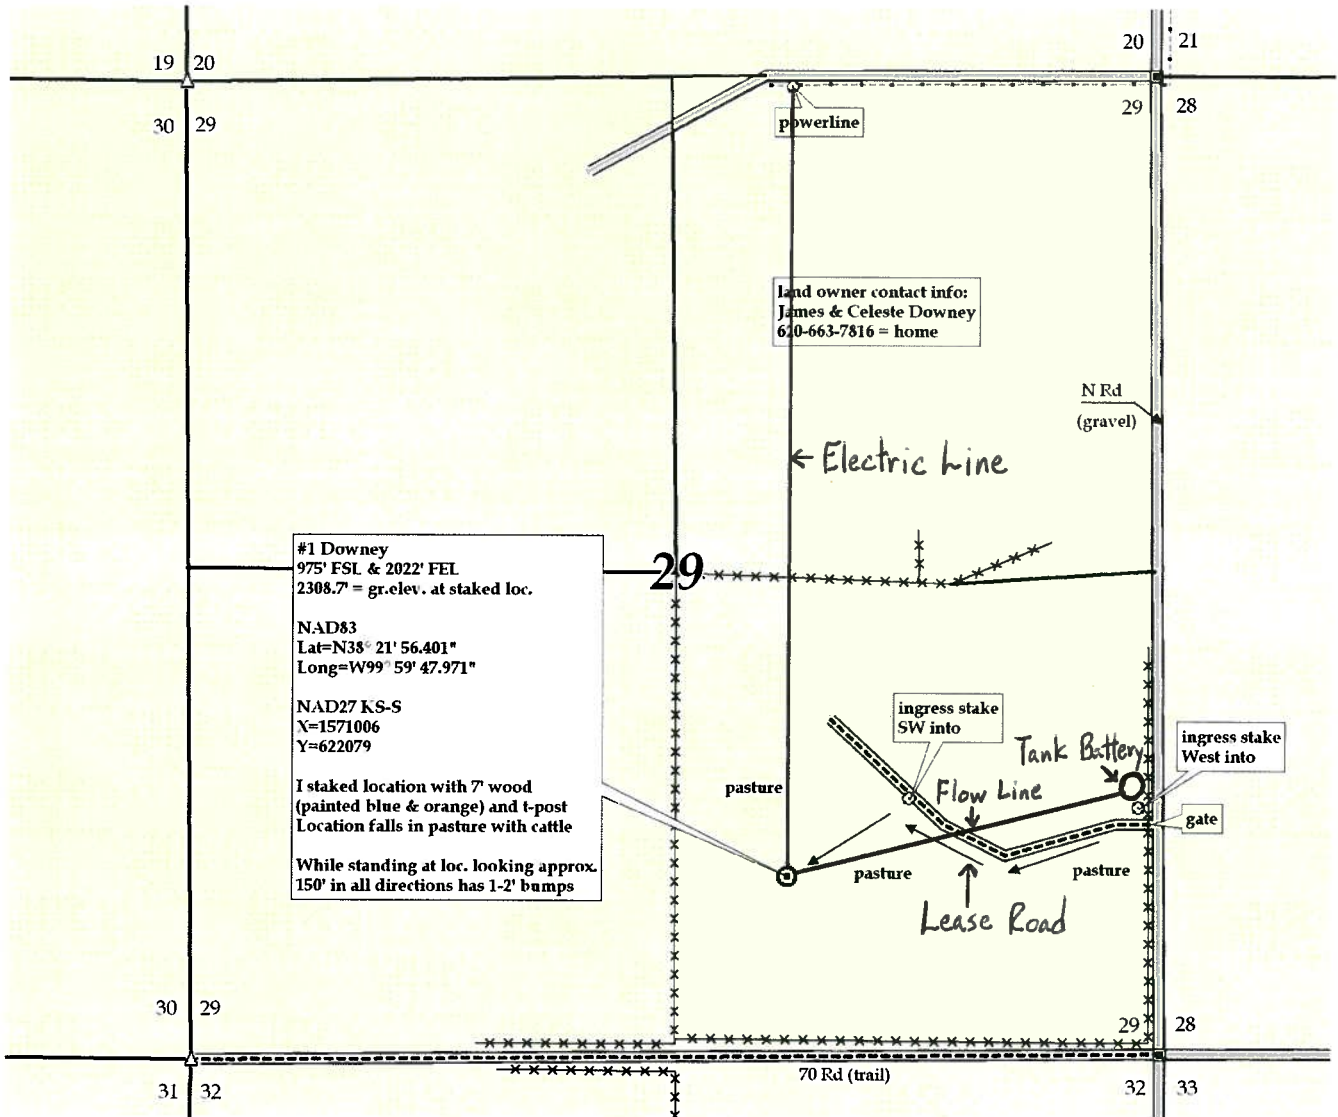 20 21
19 20
29 28
30 29
powerline
land owner contact info:
James & Celeste Downey
620-663-7816 = home
N Rd
(gravel)
Electric Line
29
#1 Downey
975' FSL & 2022' FEL
2308.7' = gr.elev. at staked loc.
NAD83
Lat=N38° 21' 56.401"
Long=W99° 59' 47.971"
NAD27 KS-S
X=1571006
Y=622079
I staked location with 7' wood
(painted blue & orange) and t-post
Location falls in pasture with cattle
While standing at loc. looking approx.
150' in all directions has 1-2' bumps
ingress stake
SW into
Tank Battery
ingress stake
West into
pasture
Flow Line
gate
pasture
pasture
Lease Road
30 29
29 28
70 Rd (trail)
31 32
32 33